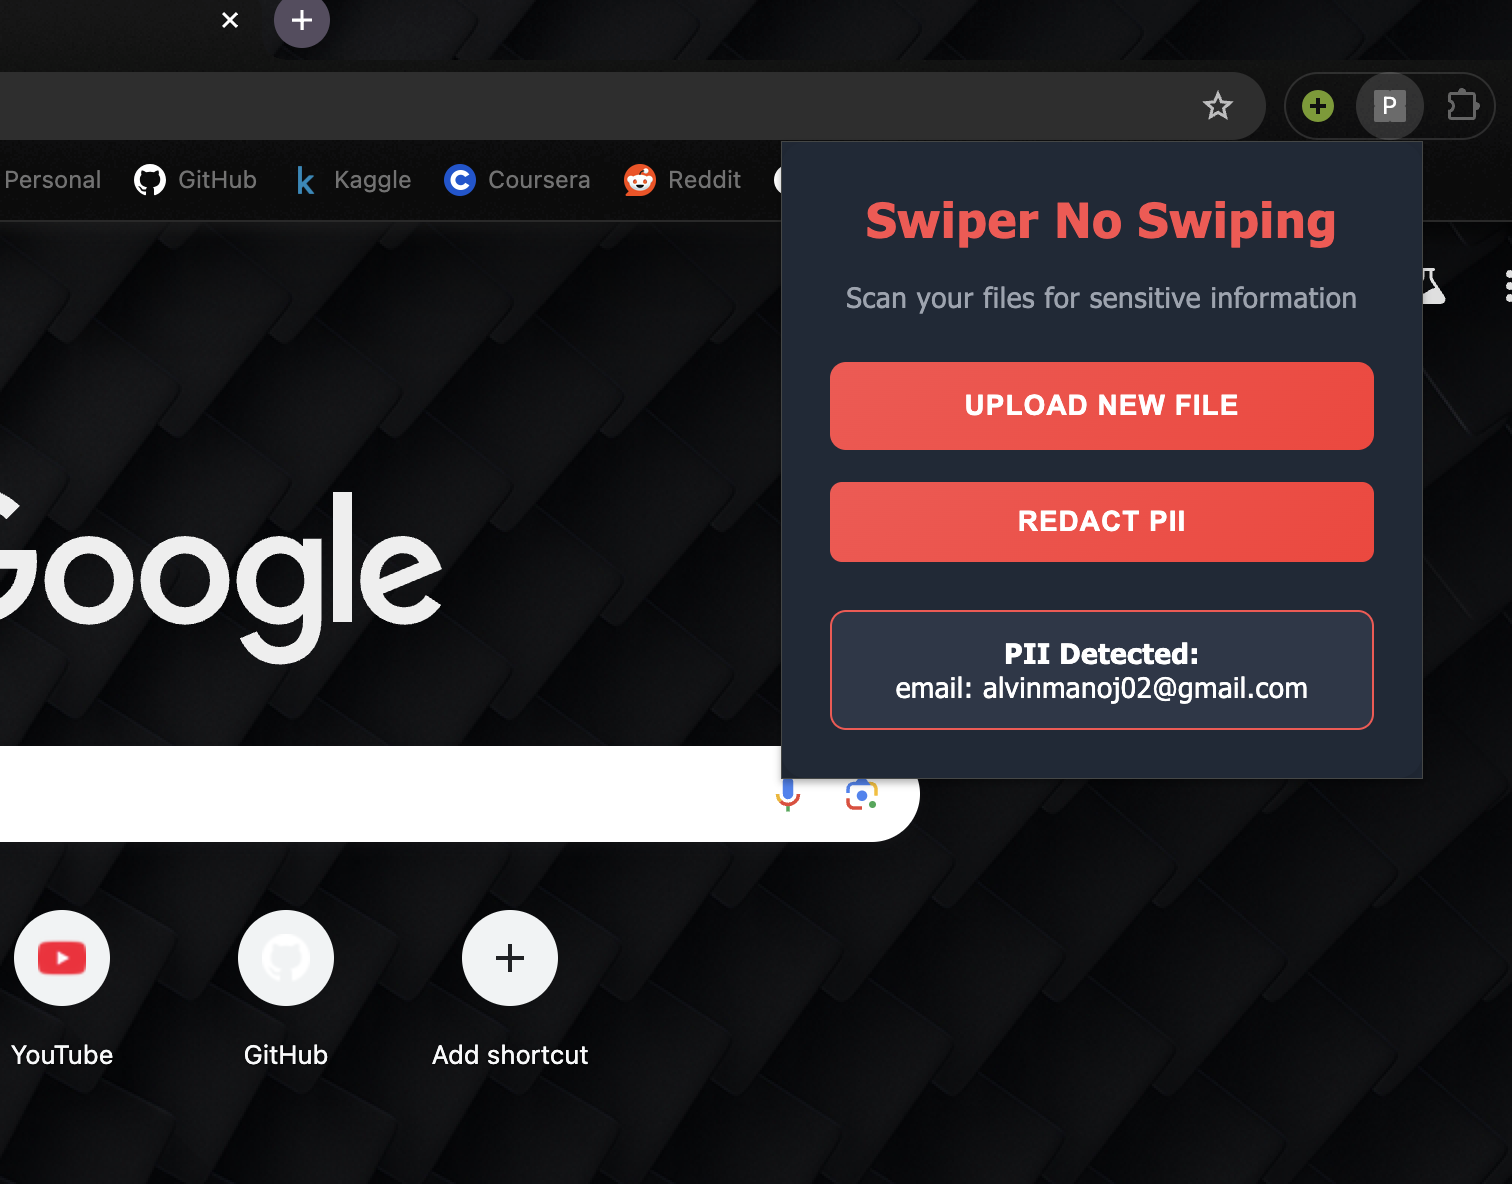 Personal
GitHub
Kaggle
Coursera
Reddit
P
Swiper No Swiping
Scan your files for sensitive information
UPLOAD NEW FILE
REDACT PII
PII Detected:
email: alvinmanoj02@gmail.com
Google
YouTube
GitHub
Add shortcut